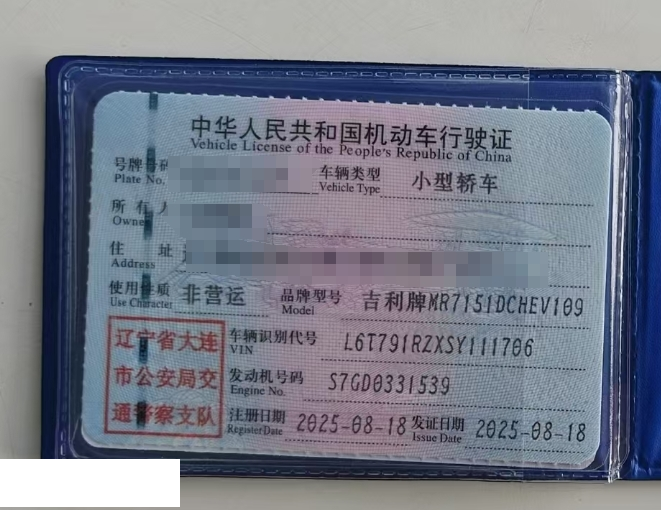 中华人民共和国机动车行驶证
Vehicle License of the People's Republic of China
号牌号码 车辆类型 小型轿车
Plate No. Vehicle Type
所有人
Owner
住址
Address
使用性质 非营运 品牌型号 吉利牌MR7151DCHEV109
Use Character Model
辽宁省大连 车辆识别代号 L6T791RZXSY111706
VIN
市公安局交 发动机号码 S7GD0331539
Engine No.
通警察支队 注册日期 2025-08-18 发证日期 2025-08-18
Register Date Issue Date